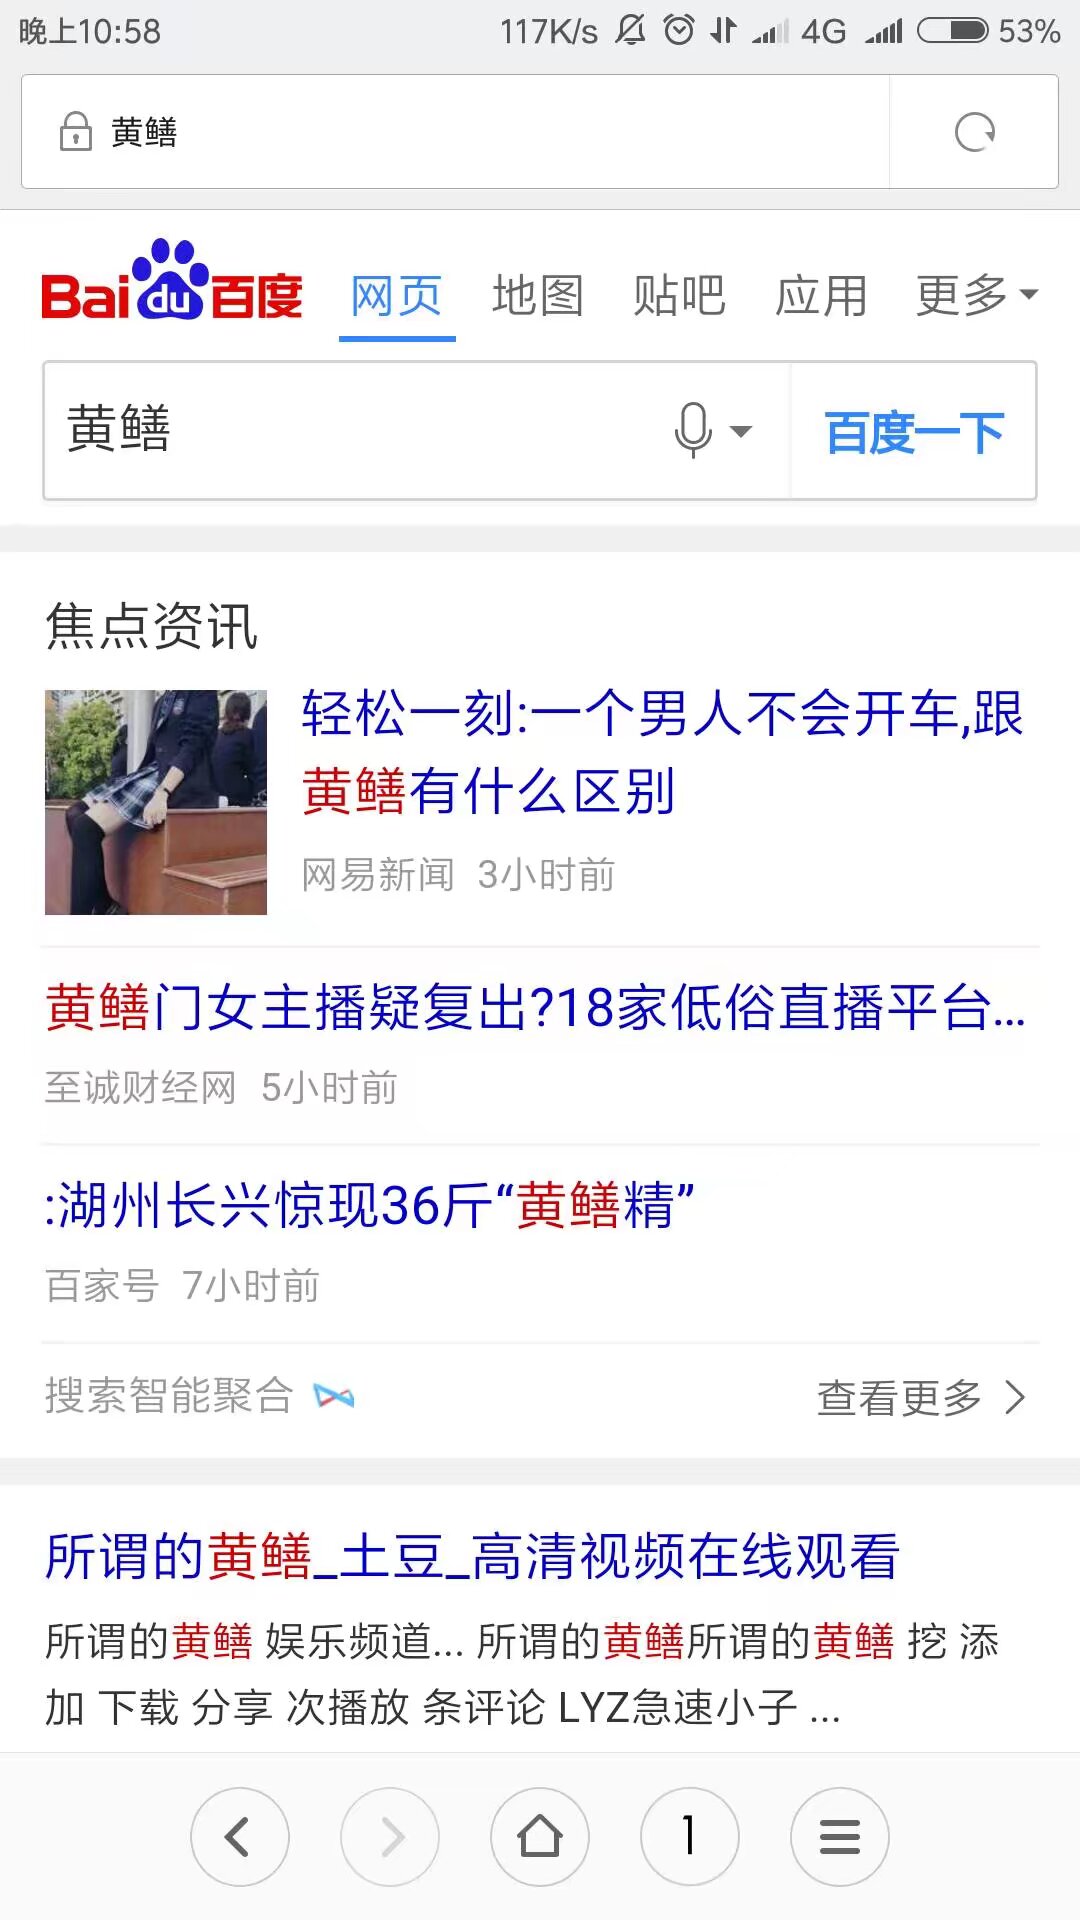 晚上10:58 117K/s 4G 53%
黄鳝
Bai du 百度 网页 地图 贴吧 应用 更多
黄鳝 百度一下
焦点资讯
轻松一刻:一个男人不会开车,跟
黄鳝有什么区别
网易新闻 3小时前
黄鳝门女主播疑复出?18家低俗直播平台...
至诚财经网 5小时前
:湖州长兴惊现36斤“黄鳝精”
百家号 7小时前
搜索智能聚合 查看更多
所谓的黄鳝_土豆_高清视频在线观看
所谓的黄鳝 娱乐频道... 所谓的黄鳝所谓的黄鳝 挖 添
加 下载 分享 次播放 条评论 LYZ急速小子 ...
1